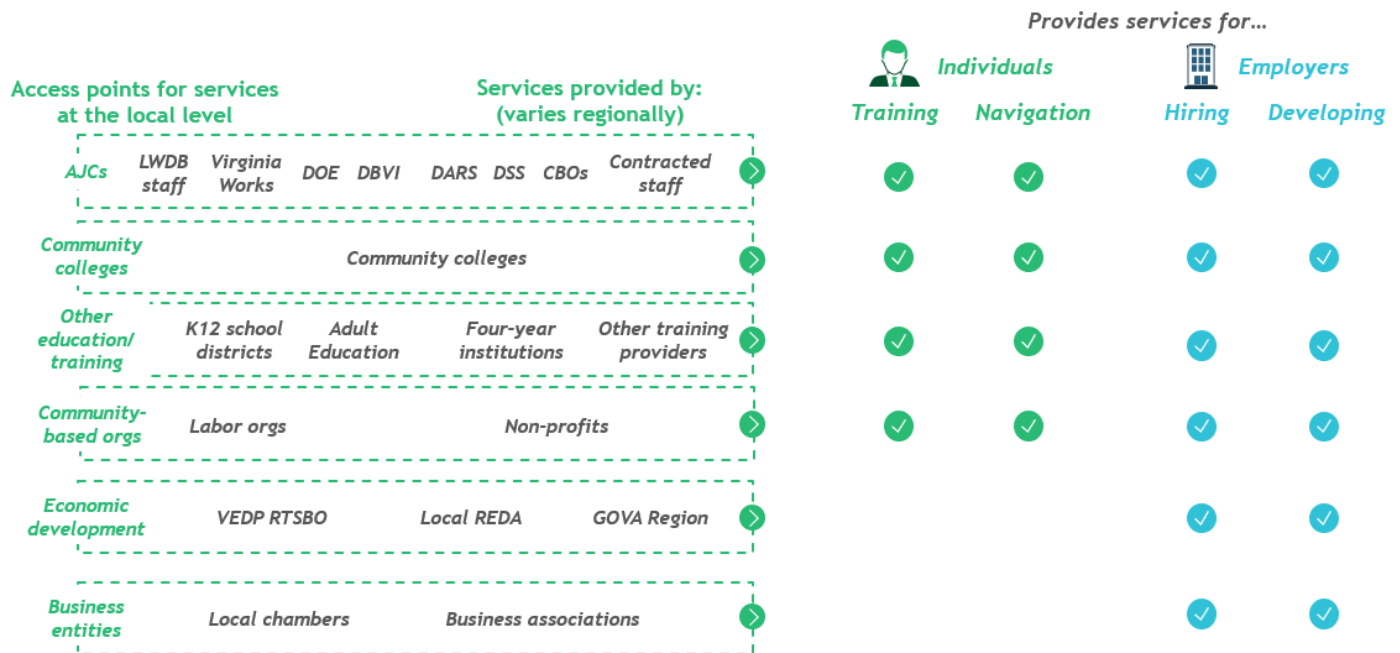 Provides services for…
Individuals
Employers
Access points for services
at the local level
Services provided by:
(varies regionally)
Training
Navigation
Hiring
Developing
AJCs
LWDB
staff
Virginia
Works
DOE
DBVI
DARS
DSS
CBOs
Contracted
staff
Community
colleges
Community colleges
Other
education/
training
K12 school
districts
Adult
Education
Four-year
institutions
Other training
providers
Community-
based orgs
Labor orgs
Non-profits
Economic
development
VEDP RTSBO
Local REDA
GOVA Region
Business
entities
Local chambers
Business associations